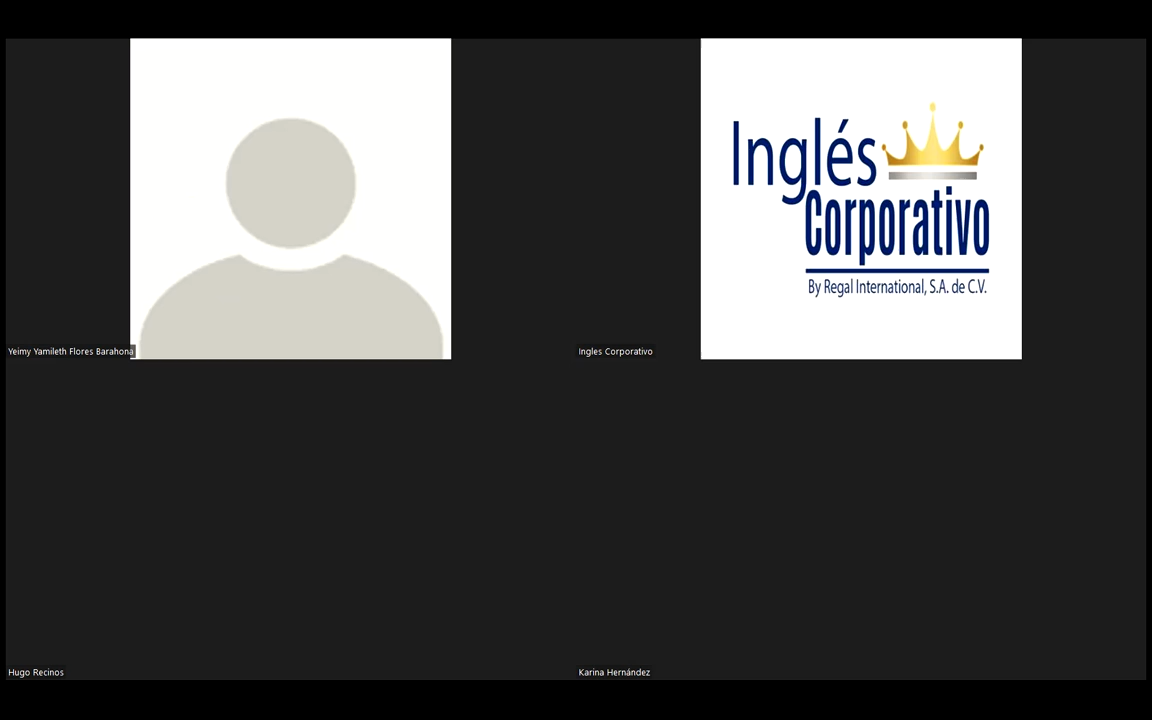 Inglés
Corporativo
By Regal International, S.A. de C.V.
Yeimy Yamileth Flores Barahona
Ingles Corporativo
Hugo Recinos
Karina Hernández